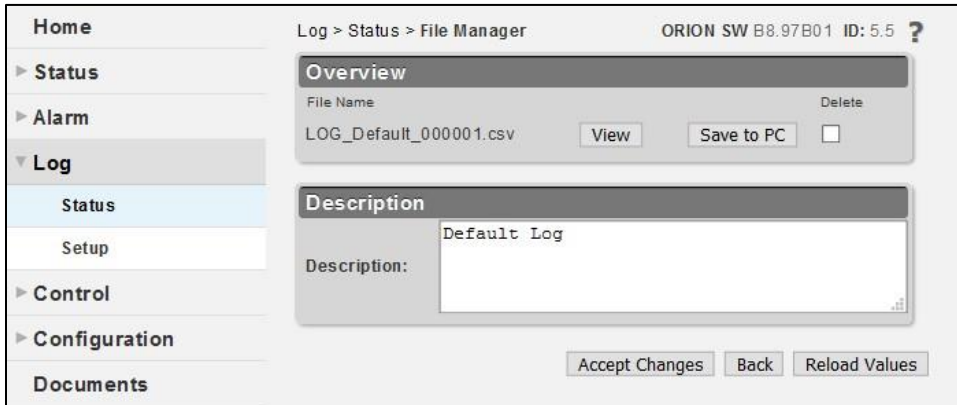 Home
Status
Alarm
Log
Status
Setup
Control
Configuration
Documents
Log > Status > File Manager
ORION SW B8.97B01 ID: 5.5 ?
Overview
File Name Delete
LOG_Default_000001.csv View Save to PC
Description
Description: Default Log
Accept Changes Back Reload Values